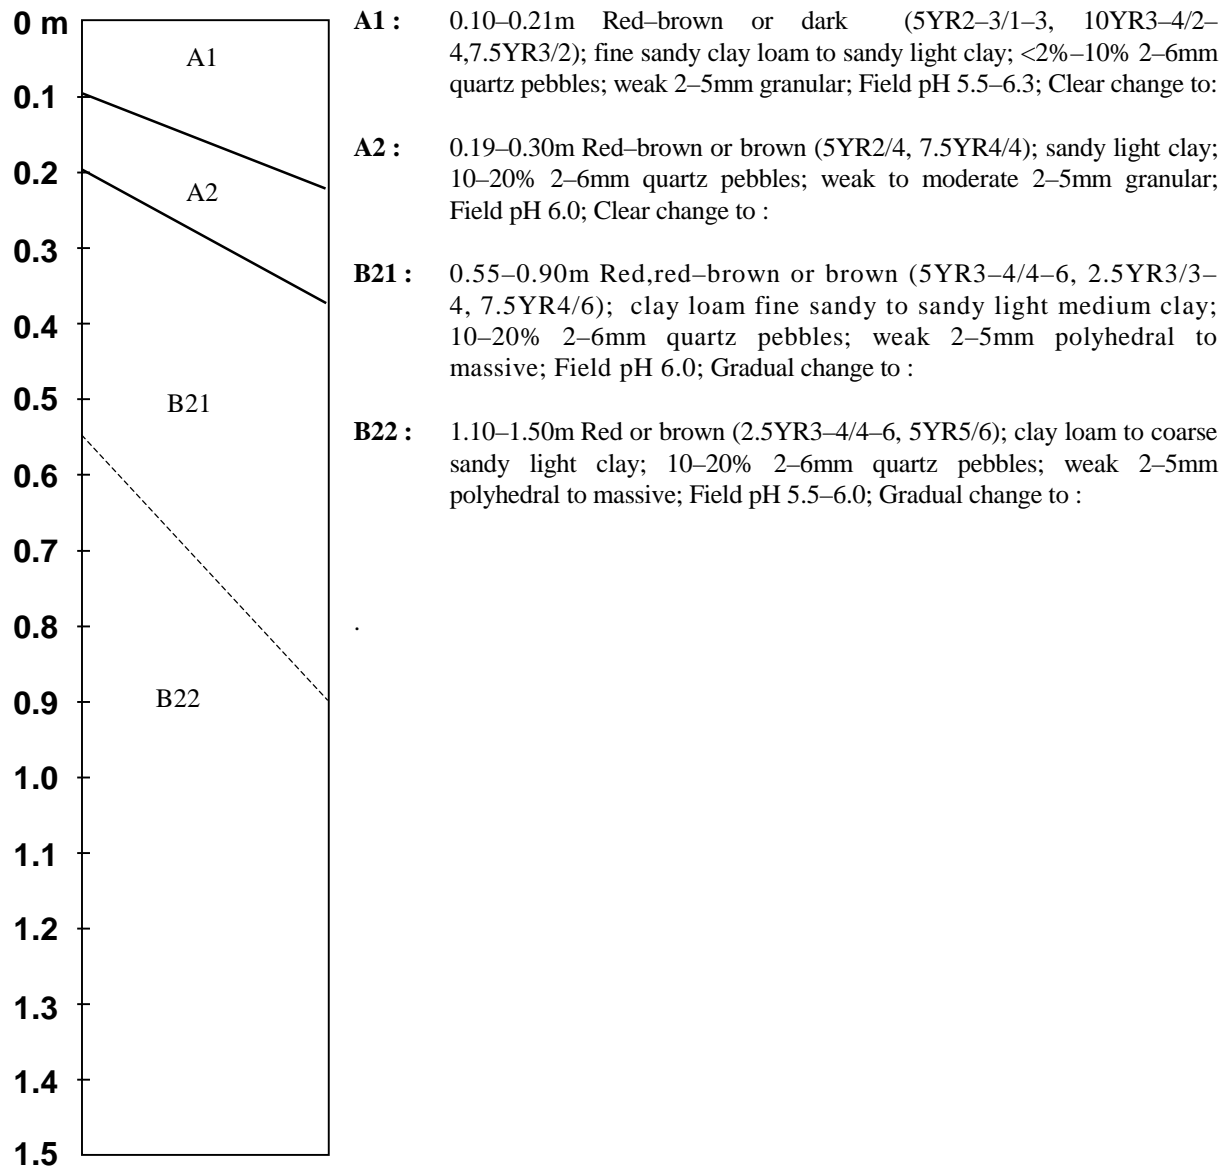 0 m
0.1
0.2
0.3
0.4
0.5
0.6
0.7
0.8
0.9
1.0
1.1
1.2
1.3
1.4
1.5
A1
A2
B21
B22
A1 : 0.10–0.21m Red–brown or dark (5YR2–3/1–3, 10YR3–4/2–
4,7.5YR3/2); fine sandy clay loam to sandy light clay; <2%–10% 2–6mm
quartz pebbles; weak 2–5mm granular; Field pH 5.5–6.3; Clear change to:
A2 : 0.19–0.30m Red–brown or brown (5YR2/4, 7.5YR4/4); sandy light clay;
10–20% 2–6mm quartz pebbles; weak to moderate 2–5mm granular;
Field pH 6.0; Clear change to :
B21 : 0.55–0.90m Red,red–brown or brown (5YR3–4/4–6, 2.5YR3/3–
4, 7.5YR4/6); clay loam fine sandy to sandy light medium clay;
10–20% 2–6mm quartz pebbles; weak 2–5mm polyhedral to
massive; Field pH 6.0; Gradual change to :
B22 : 1.10–1.50m Red or brown (2.5YR3–4/4–6, 5YR5/6); clay loam to coarse
sandy light clay; 10–20% 2–6mm quartz pebbles; weak 2–5mm
polyhedral to massive; Field pH 5.5–6.0; Gradual change to :
.